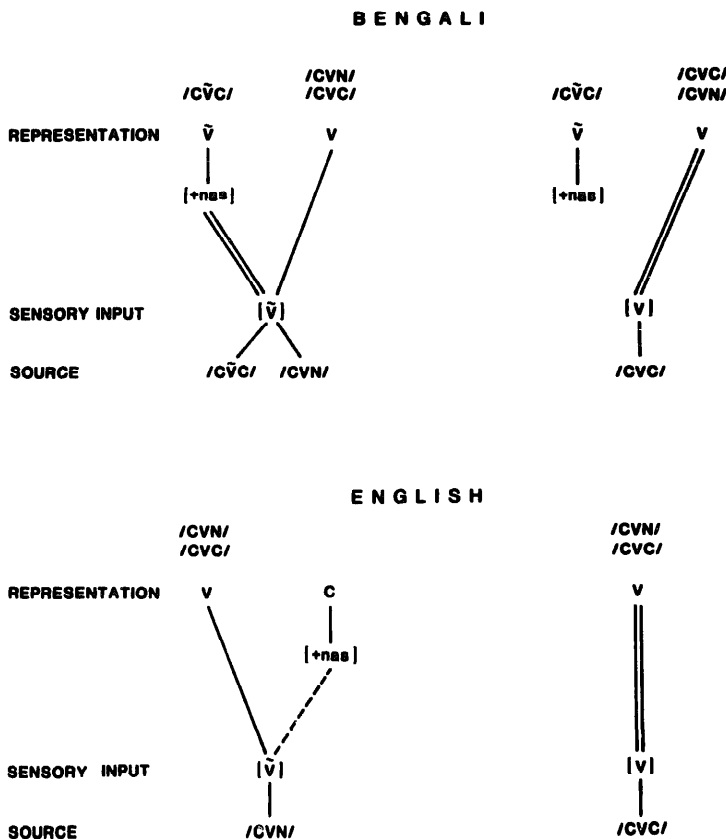 BENGALI
/CVN/ /CVC/
/CṼC/ /CVC/ /CṼC/ /CVN/
REPRESENTATION ṽ v ṽ v
[+nas] [+nas]
SENSORY INPUT [ṽ] [v]
SOURCE /CṼC/ /CVN/ /CVC/
ENGLISH
/CVN/ /CVN/
/CVC/ /CVC/
REPRESENTATION v C v
[+nas]
SENSORY INPUT [ṽ] [v]
SOURCE /CVN/ /CVC/